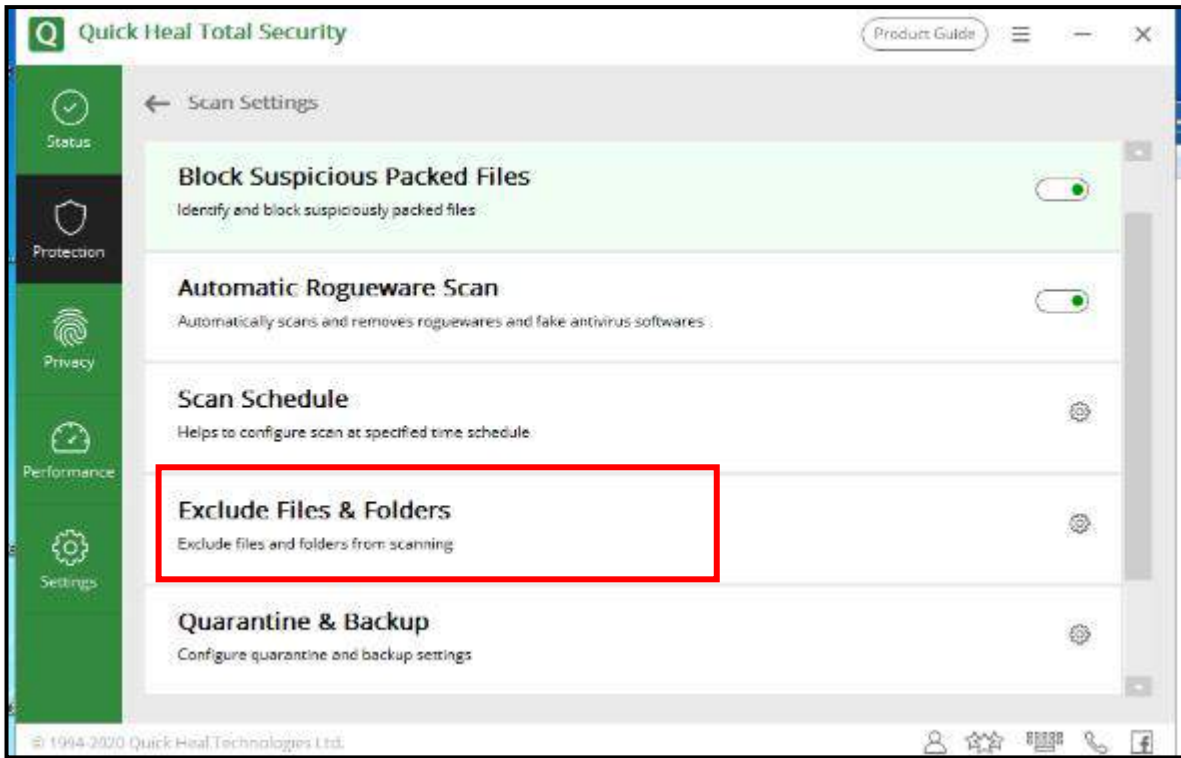 Q Quick Heal Total Security
Product Guide
Scan Settings
Status
Block Suspicious Packed Files
Identify and block suspiciously packed files
Protection
Automatic Rogueware Scan
Automatically scans and removes roguewares and fake antivirus softwares
Privacy
Scan Schedule
Helps to configure scan at specified time schedule
Performance
Exclude Files & Folders
Exclude files and folders from scanning
Settings
Quarantine & Backup
Configure quarantine and backup settings
© 1994-2020 Quick Heal Technologies Ltd.
f